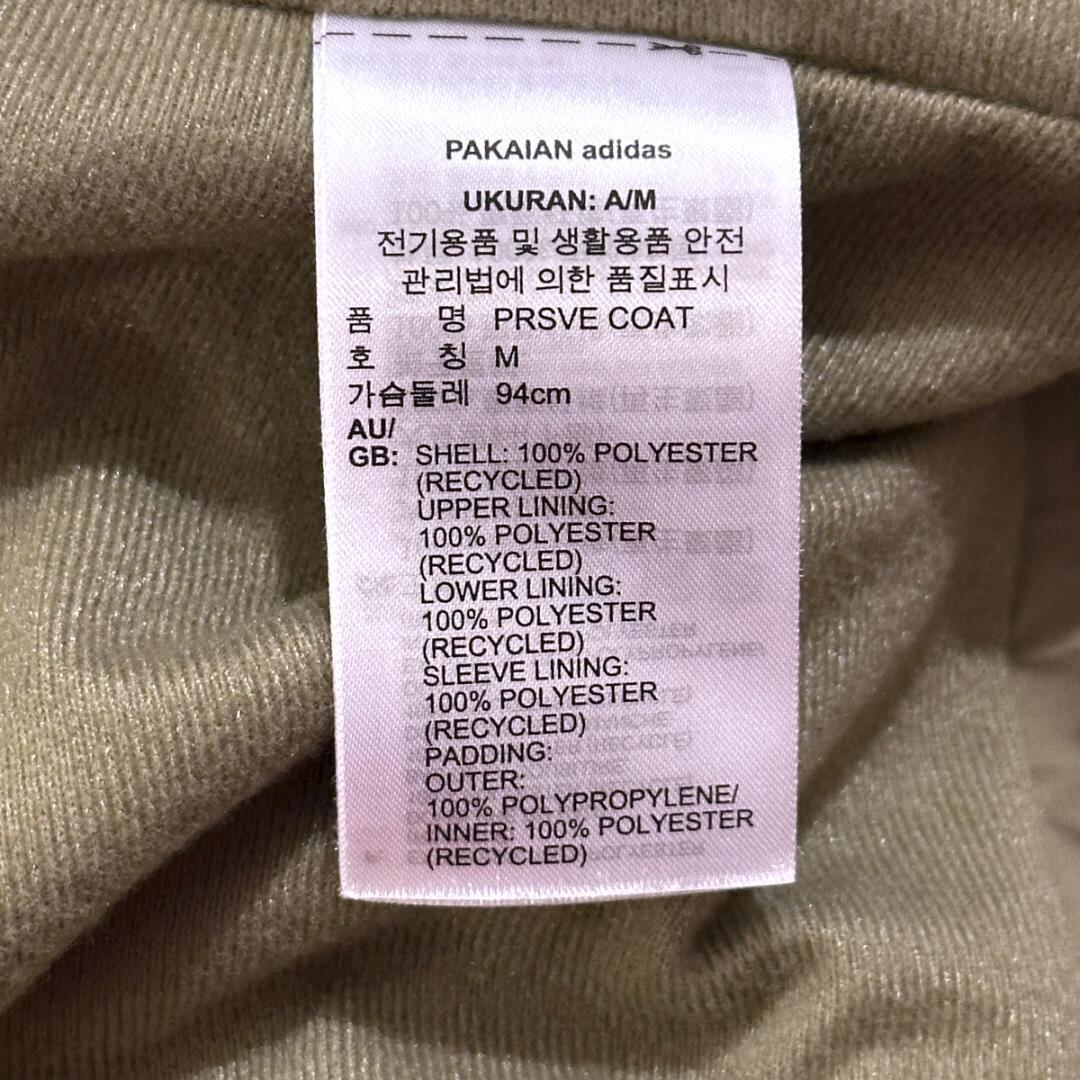 PAKAIAN adidas
UKURAN: A/M
전기용품 및 생활용품 안전
관리법에 의한 품질표시
품 명 PRSVE COAT
호 칭 M
가슴둘레 94cm
AU/
GB: SHELL: 100% POLYESTER
(RECYCLED)
UPPER LINING:
100% POLYESTER
(RECYCLED)
LOWER LINING:
100% POLYESTER
(RECYCLED)
SLEEVE LINING:
100% POLYESTER
(RECYCLED)
PADDING:
OUTER:
100% POLYPROPYLENE/
INNER: 100% POLYESTER
(RECYCLED)